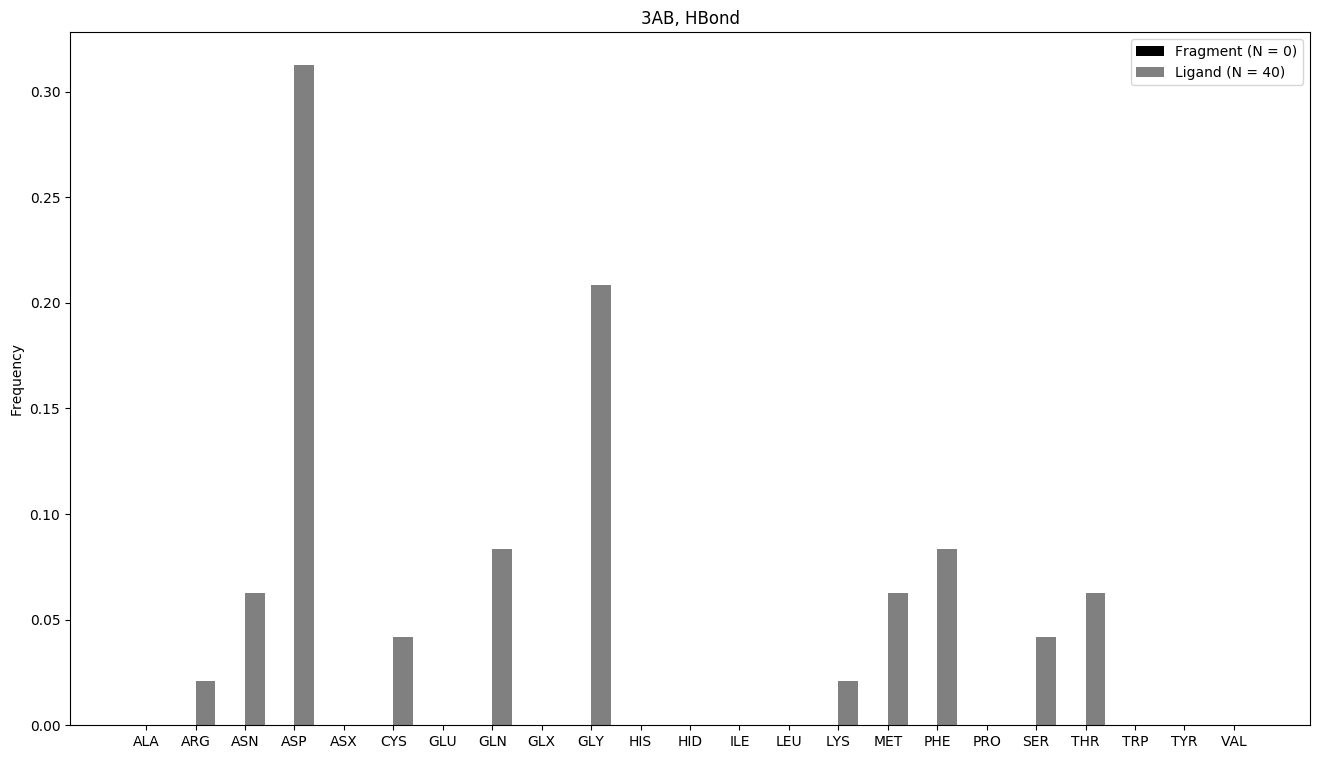 3AB, HBond
Fragment (N = 0)
Ligand (N = 40)
Frequency
0.30
0.25
0.20
0.15
0.10
0.05
0.00
ALA ARG ASN ASP ASX CYS GLU GLN GLX GLY HIS HID ILE LEU LYS MET PHE PRO SER THR TRP TYR VAL